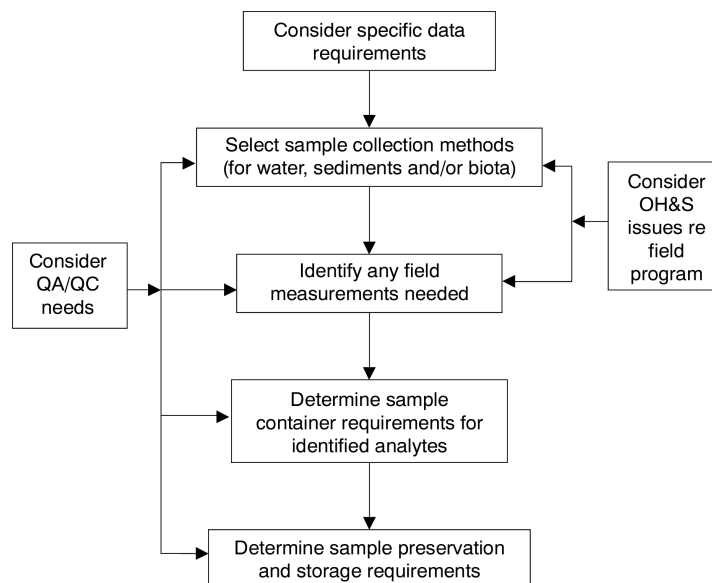 Consider specific data
requirements
Select sample collection methods
(for water, sediments and/or biota)
Consider
OH&S
issues re
field
program
Consider
QA/QC
needs
Identify any field
measurements needed
Determine sample
container requirements for
identified analytes
Determine sample preservation
and storage requirements